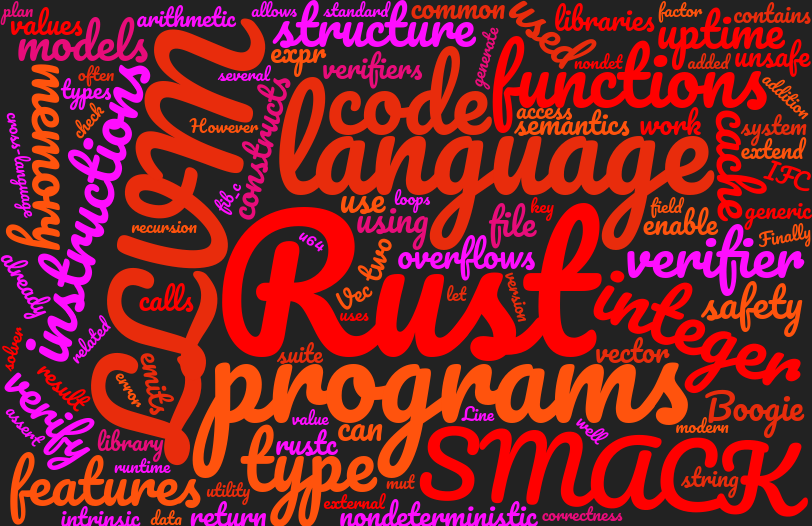 plan
values
models
arithmetic
allows
standard
several
structure
expr
verifiers
common
used
libraries
factor
contains
uptime
unsafe
nondet
added
addition
generate
functions
often
types
check
memory
instructions
cross-language
However
LLVM
constructs
fib_c
code
language
access
semantics
work
cache
system
extend
IFC
generic
recursion
use
loops
using
file
key
field
enable
Finally
already
related
calls
u64
Vec
two
overflows
verifier
Rust
uses
let
version
integer
safety
solver
result
error
emits
suite
vector
verify
assert
programs
Boogie
modern
library
runtime
value
rustc
can
Line
well
SMACK
string
features
utility
type
mut
external
intrinsic
data
return
nondeterministic
correctness